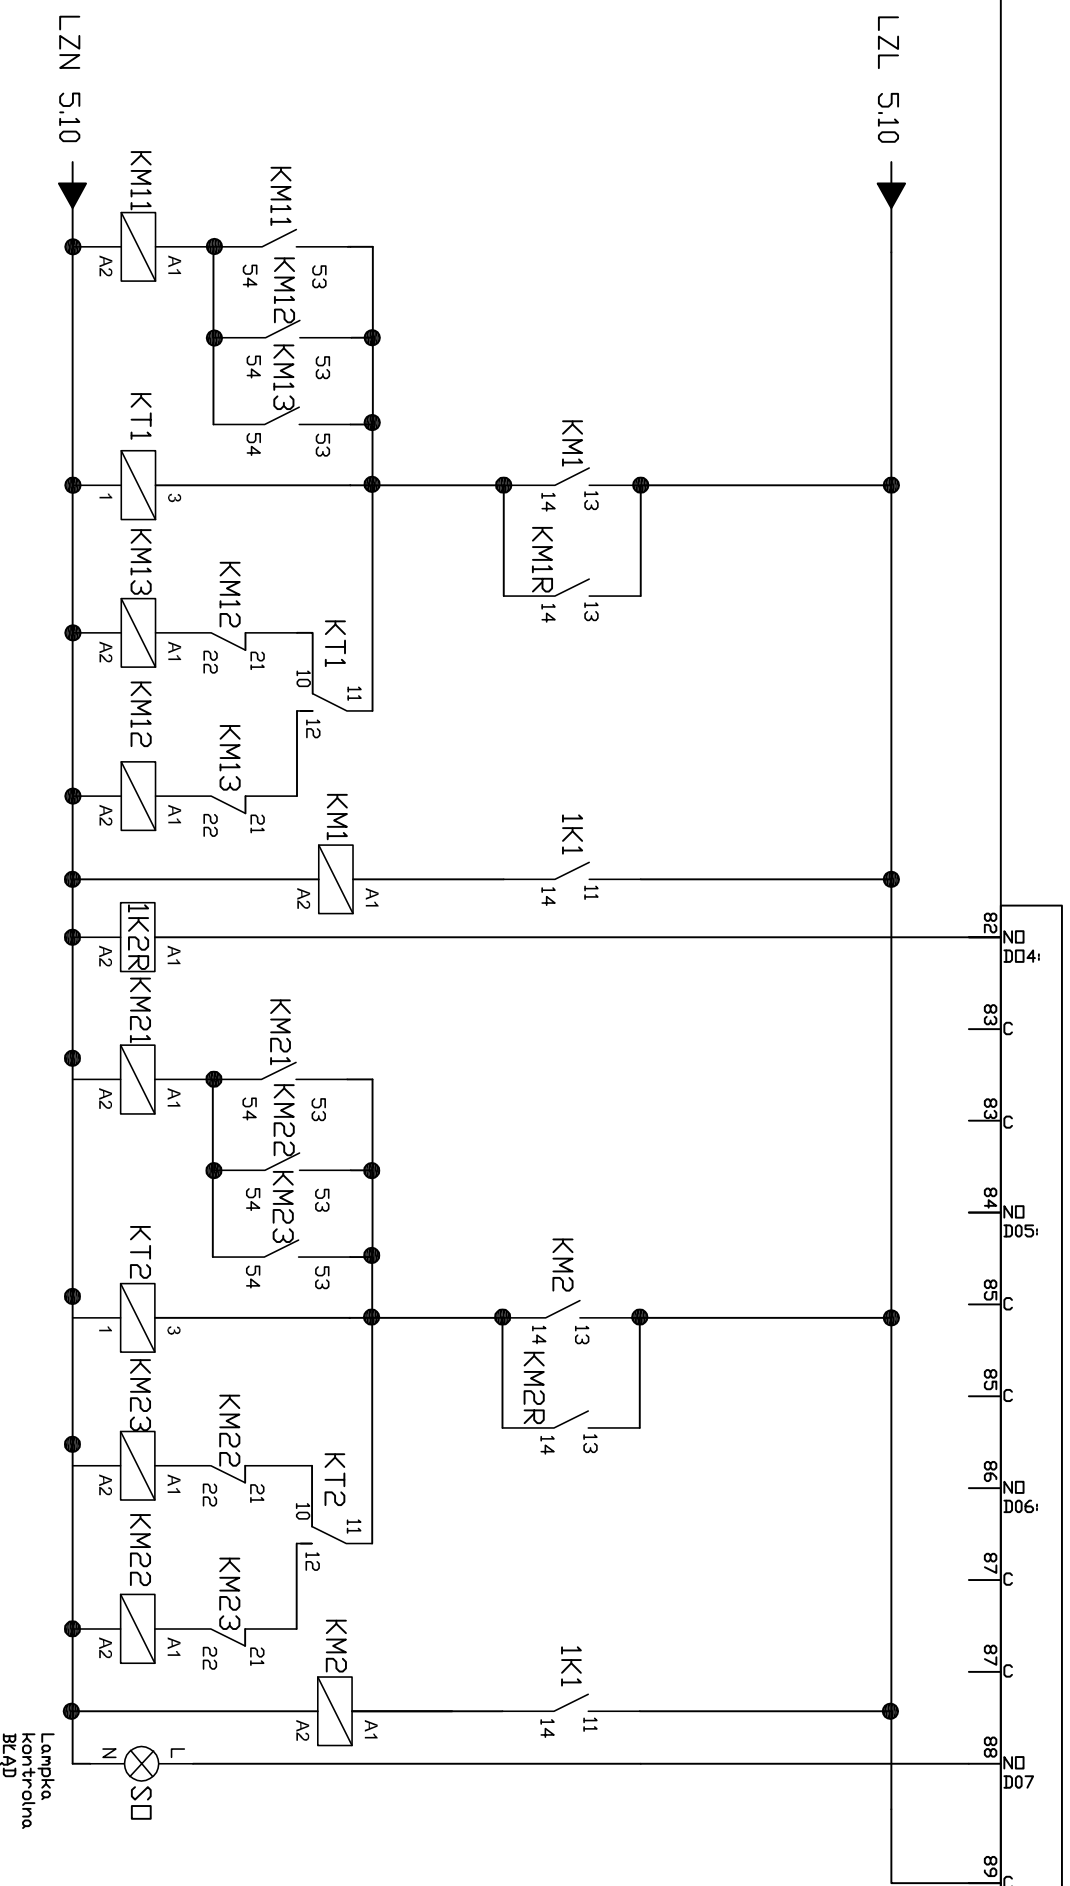 LZL 5.10
LZN 5.10
82
NO
DO4:
83
C
83
C
84
NO
DO5:
85
C
85
C
86
NO
DO6:
87
C
87
C
88
NO
DO7
89
C
KM1
13
14
KM1R
13
14
1K1
11
14
KM2
13
14
KM2R
13
14
1K1
11
14
KM11
53
54
KM12
53
54
KM13
53
54
KT1
11
10
12
KM12
21
22
KM13
21
22
KM1
A1
A2
KM21
53
54
KM22
53
54
KM23
53
54
KT2
11
10
12
KM22
21
22
KM23
21
22
KM2
A1
A2
KM11
A1
A2
KT1
3
1
KM13
A1
A2
KM12
A1
A2
1K2R
A1
A2
KM21
A1
A2
KT2
3
1
KM23
A1
A2
KM22
A1
A2
L
N
SO
Lampka
kontrolna
BŁĄD